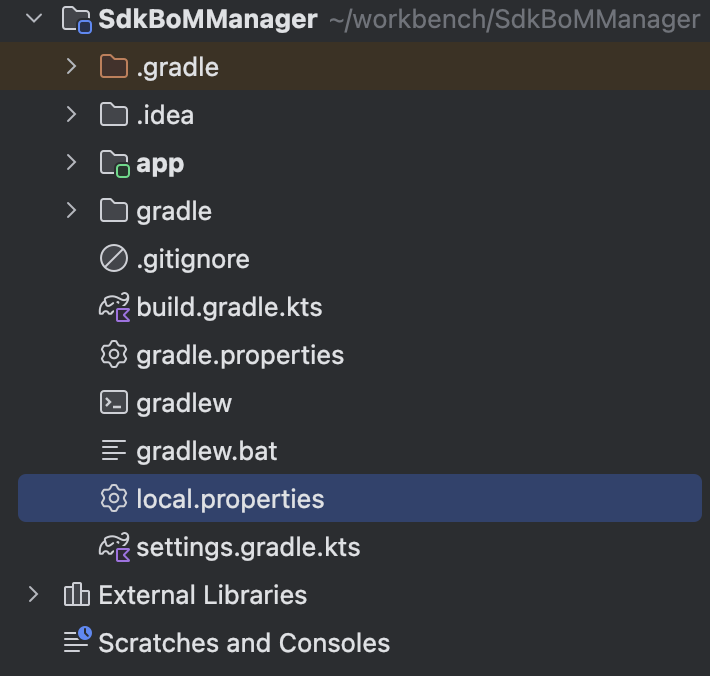 SdkBoMManager ~/workbench/SdkBoMManager
.gradle
.idea
app
gradle
.gitignore
build.gradle.kts
gradle.properties
gradlew
gradlew.bat
local.properties
settings.gradle.kts
External Libraries
Scratches and Consoles